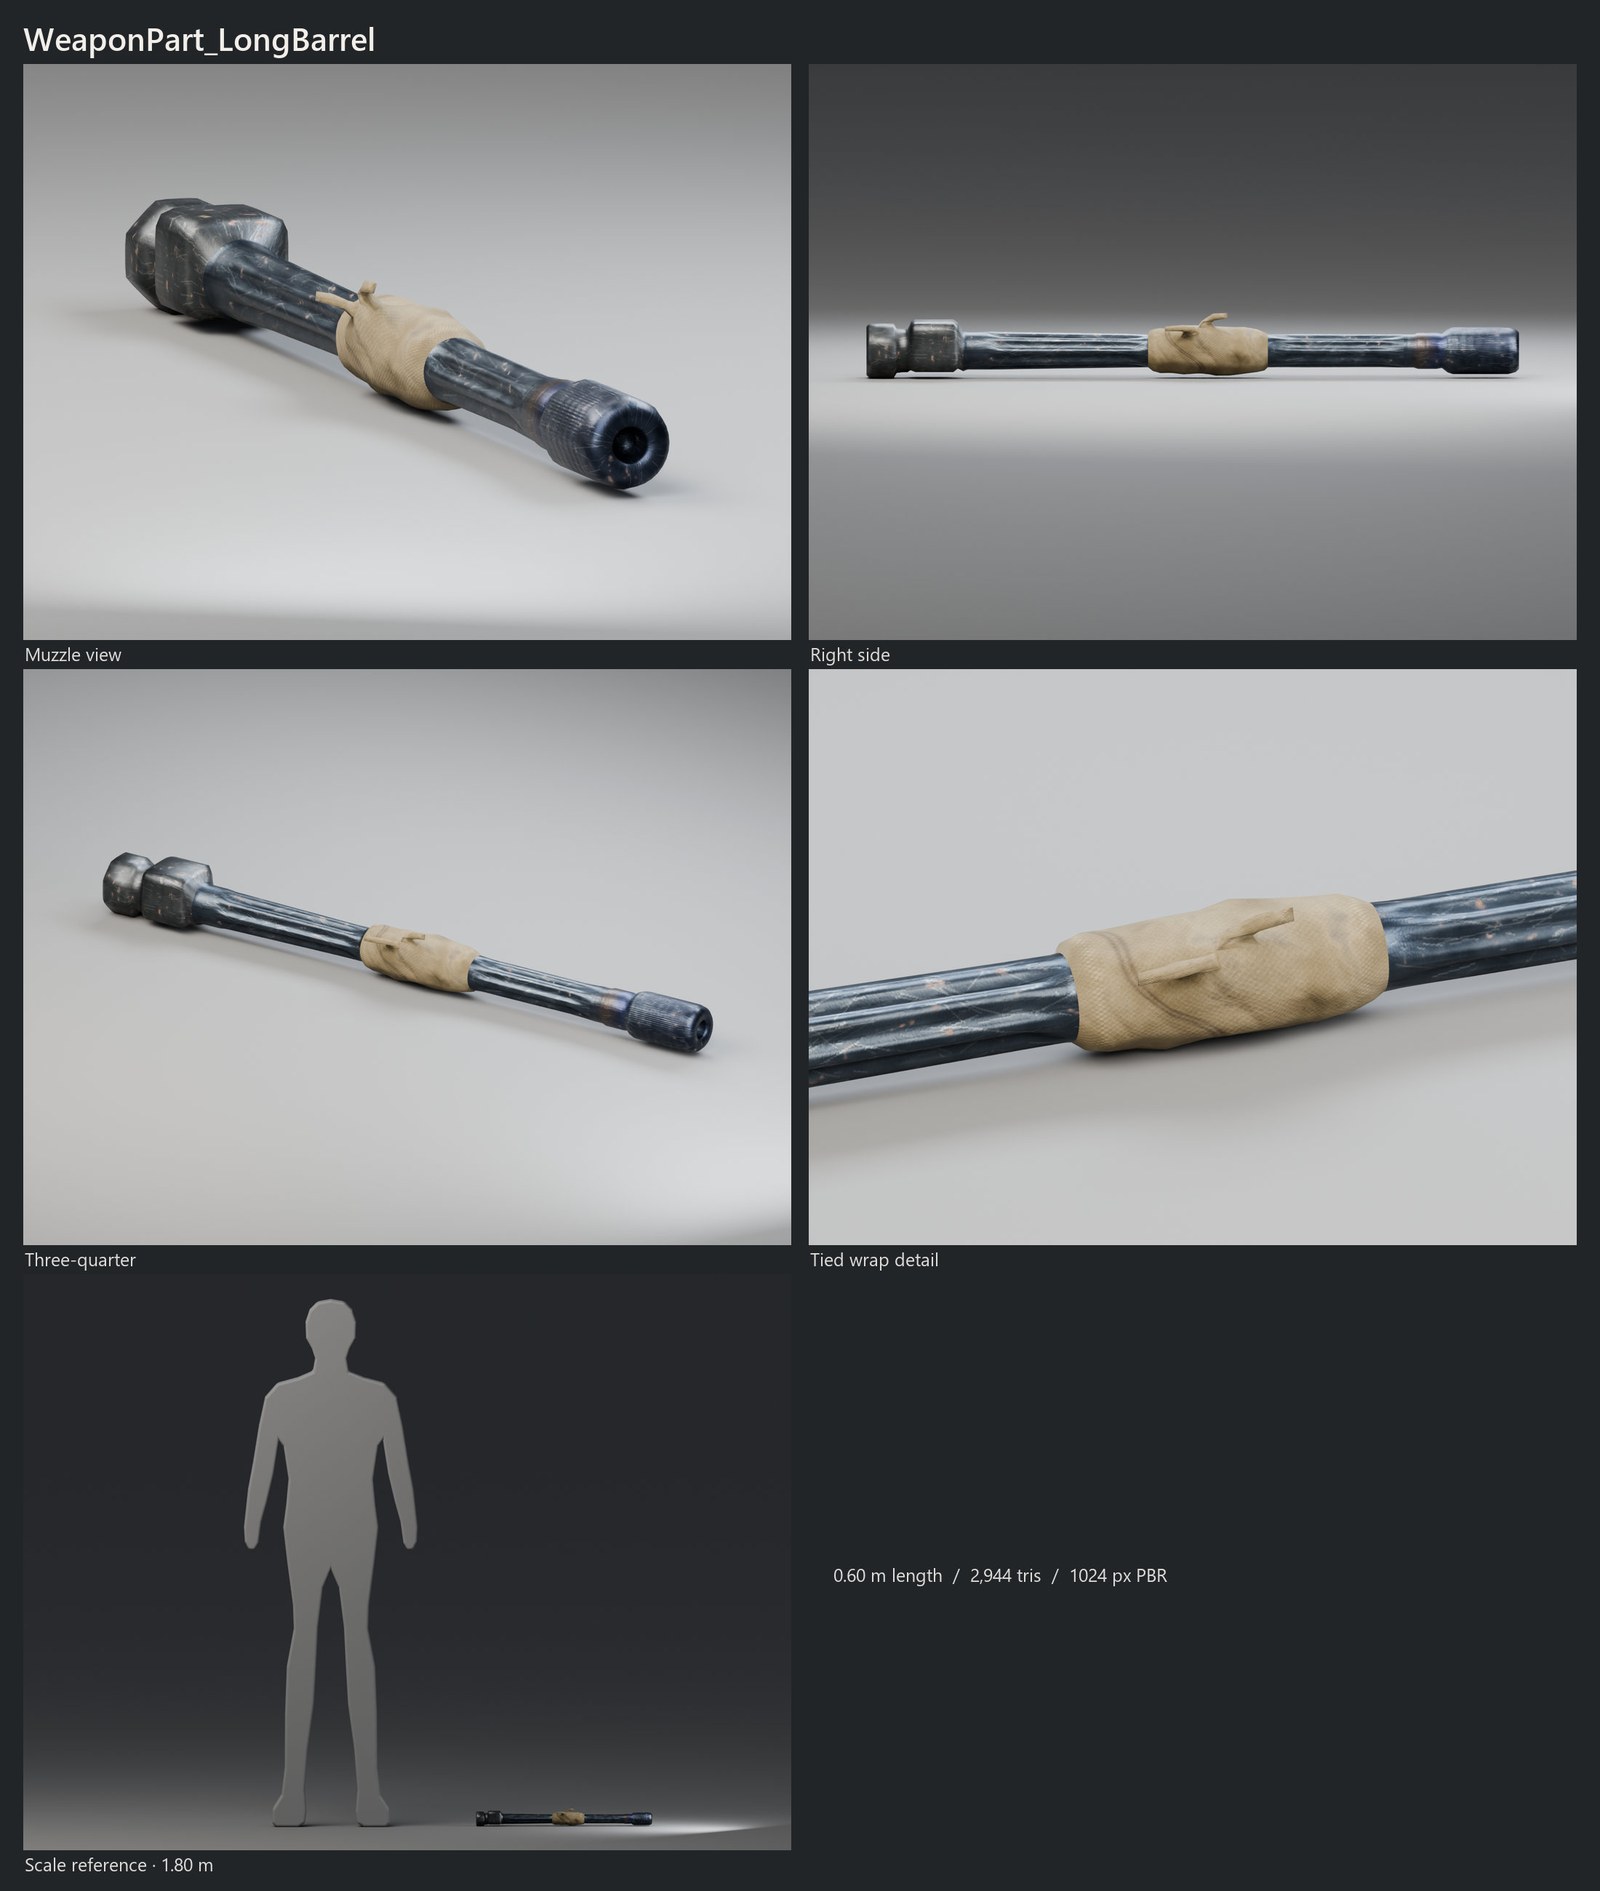 WeaponPart_LongBarrel
Muzzle view
Right side
Three-quarter
Tied wrap detail
0.60 m length / 2,944 tris / 1024 px PBR
Scale reference · 1.80 m